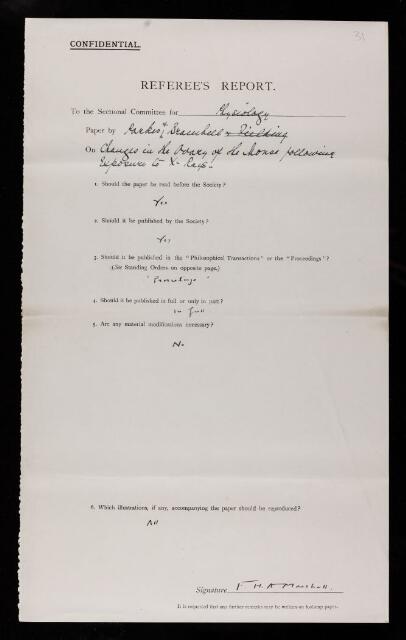 31
CONFIDENTIAL.
REFEREE'S REPORT.
To the Sectional Committee for Physiology
Paper by Parkes, Brambell & Fielding
On Changes in the Ovary of the Mouse following
Exposure to X-Rays.
1. Should the paper be read before the Society?
Yes
2. Should it be published by the Society?
Yes
3. Should it be published in the "Philosophical Transactions" or the "Proceedings"?
(See Standing Orders on opposite page.)
"Proceedings"
4. Should it be published in full or only in part?
in full
5. Are any material modifications necessary?
No
6. Which illustrations, if any, accompanying the paper should be reproduced?
All
Signature F H A Marshall.
It is requested that any further remarks may be written on foolscap paper.